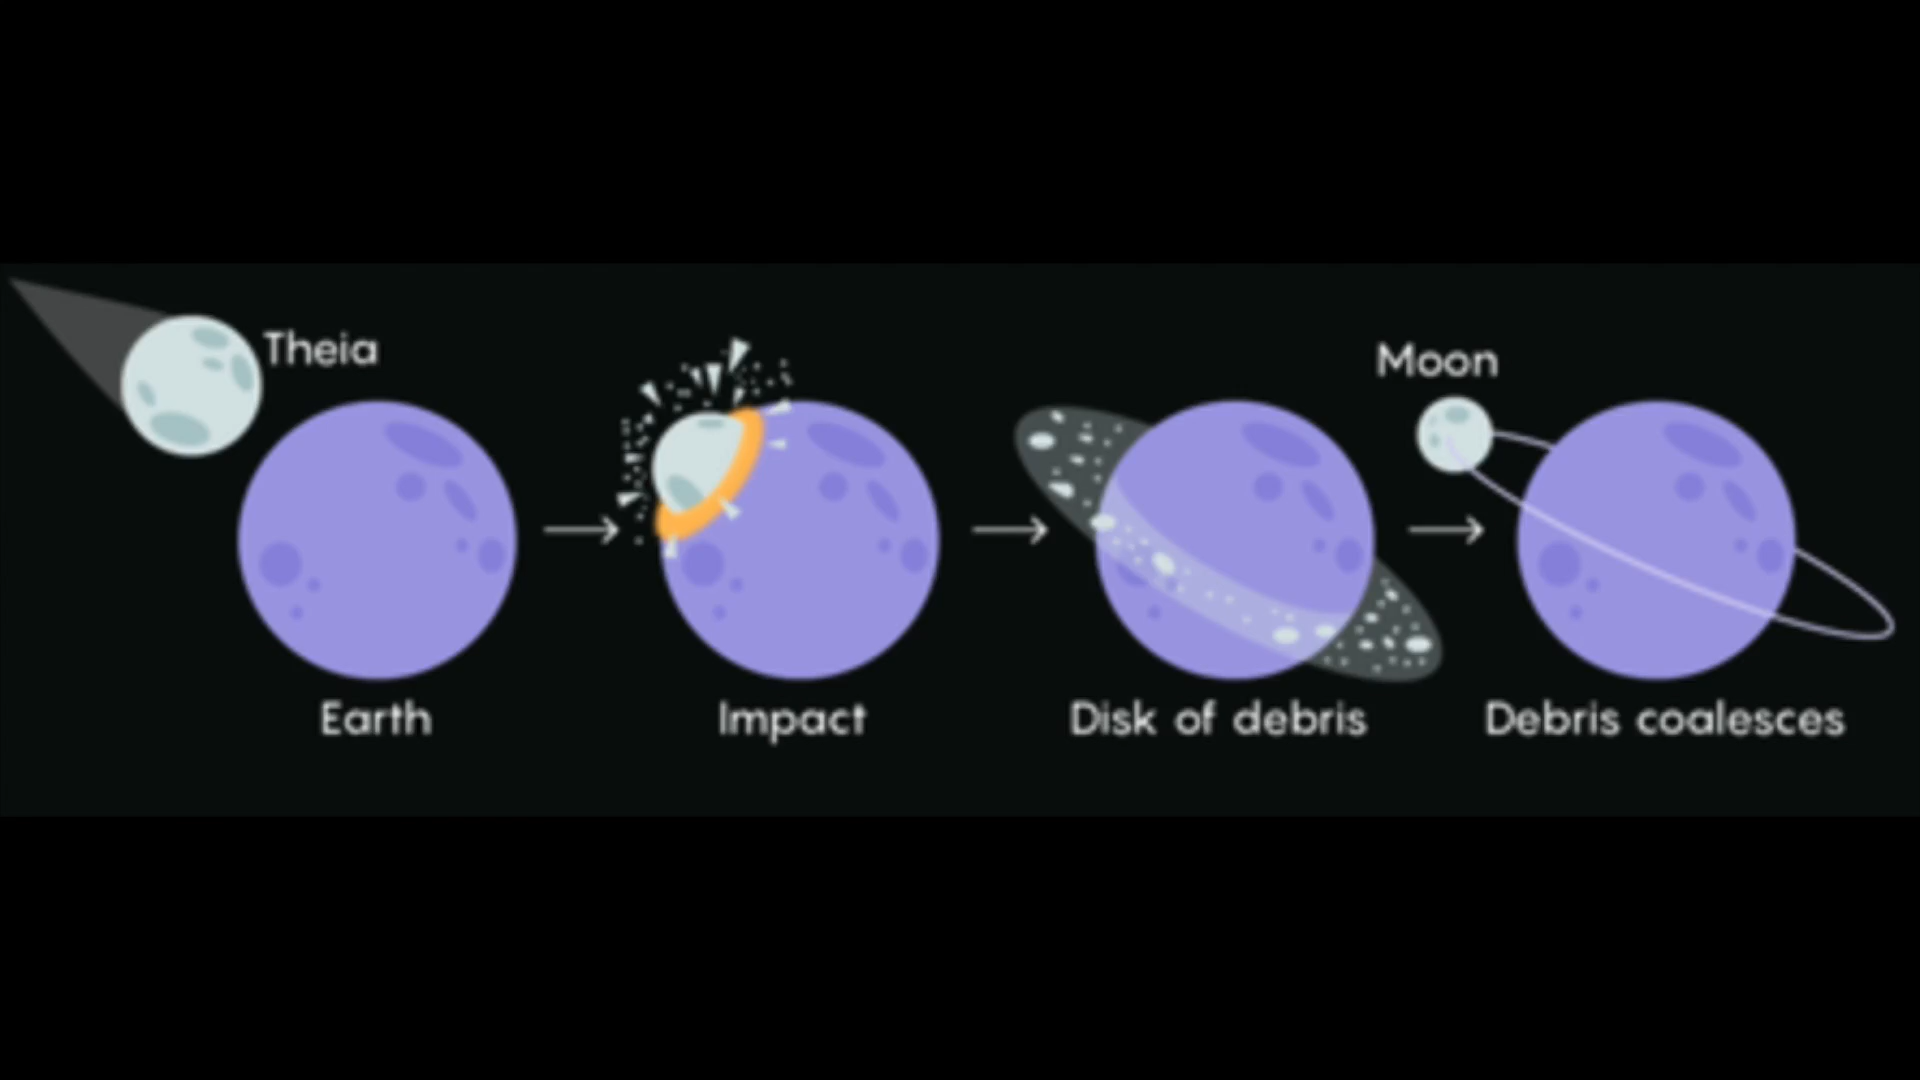 Theia
Moon
Earth
Impact
Disk of debris
Debris coalesces